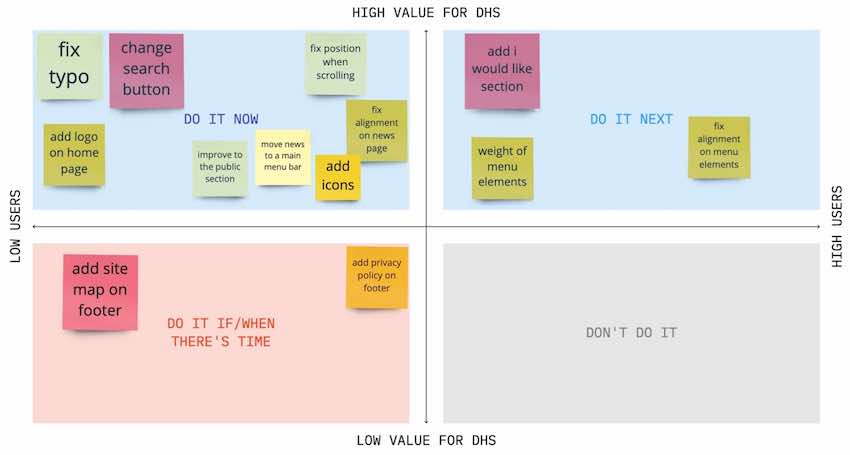 HIGH VALUE FOR DHS
fix
typo
change
search
button
fix position
when
scrolling
fix
alignment
on news
page
DO IT NOW
add logo
on home
page
improve to
the public
section
move news
to a main
menu bar
add
icons
add i
would like
section
DO IT NEXT
weight of
menu
elements
fix
alignment
on menu
elements
LOW USERS
HIGH USERS
add site
map on
footer
add privacy
policy on
footer
DO IT IF/WHEN
THERE'S TIME
DON'T DO IT
LOW VALUE FOR DHS